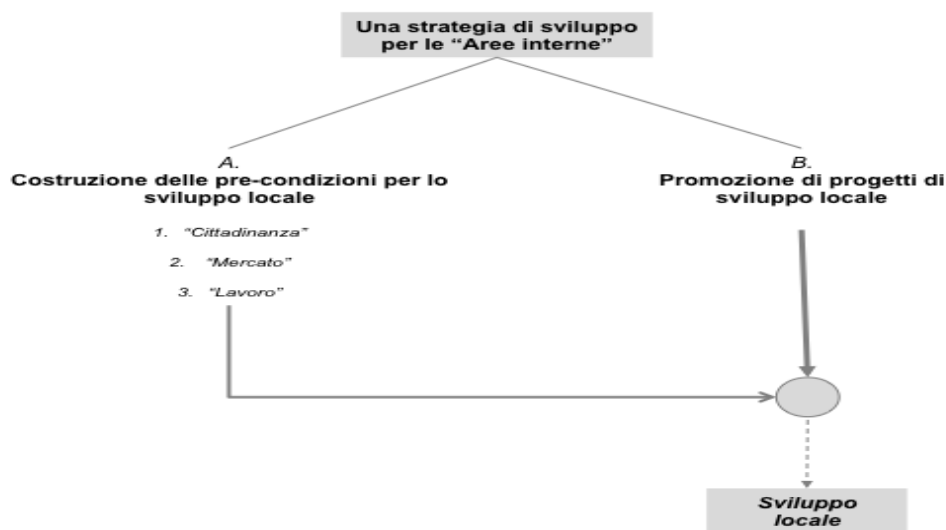 Una strategia di sviluppo
per le “Aree interne”
A.
Costruzione delle pre-condizioni per lo
sviluppo locale
1. “Cittadinanza”
2. “Mercato”
3. “Lavoro”
B.
Promozione di progetti di
sviluppo locale
Sviluppo
locale